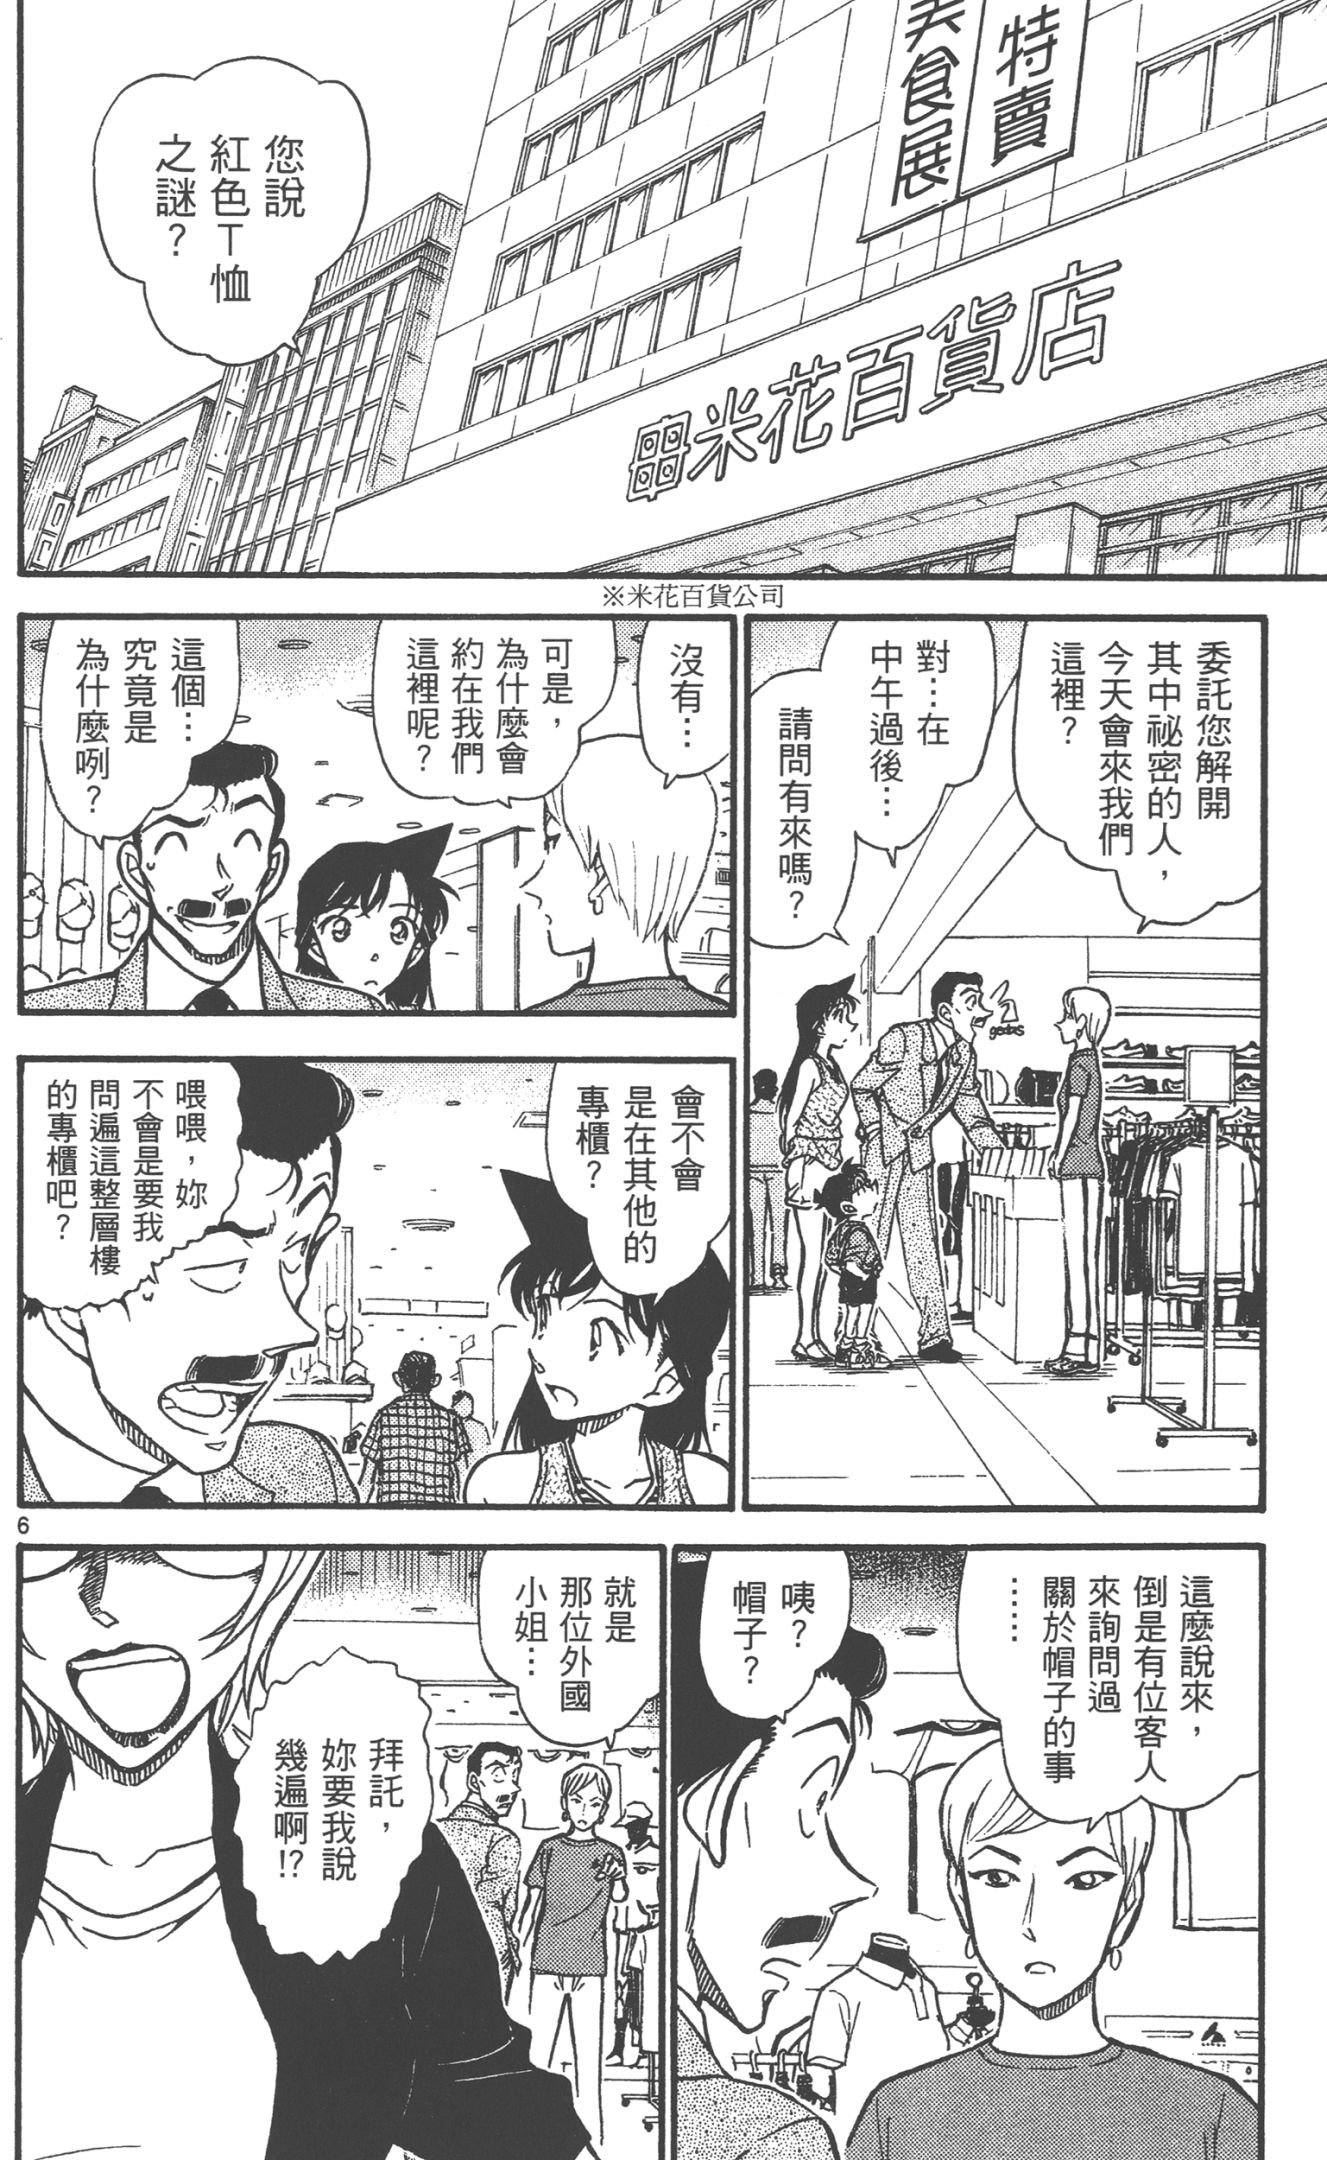 特賣
美食展
您說
紅色T恤
之謎？
米花百貨店
※米花百貨公司
委託您解開
其中祕密的人，
今天會來我們
這裡？
對…在
中午過後…
請問有來嗎？
gestas
沒有…
可是，
為什麼會
約在我們
這裡呢？
這個…
究竟是
為什麼咧？
會不會
是在其他的
專櫃？
喂喂，妳
不會是要我
問遍這整層樓
的專櫃吧？
6
這麼說來，
倒是有位客人
來詢問過
關於帽子的事
……
咦？
帽子？
就是
那位外國
小姐…
拜託，
妳要我說
幾遍啊!?